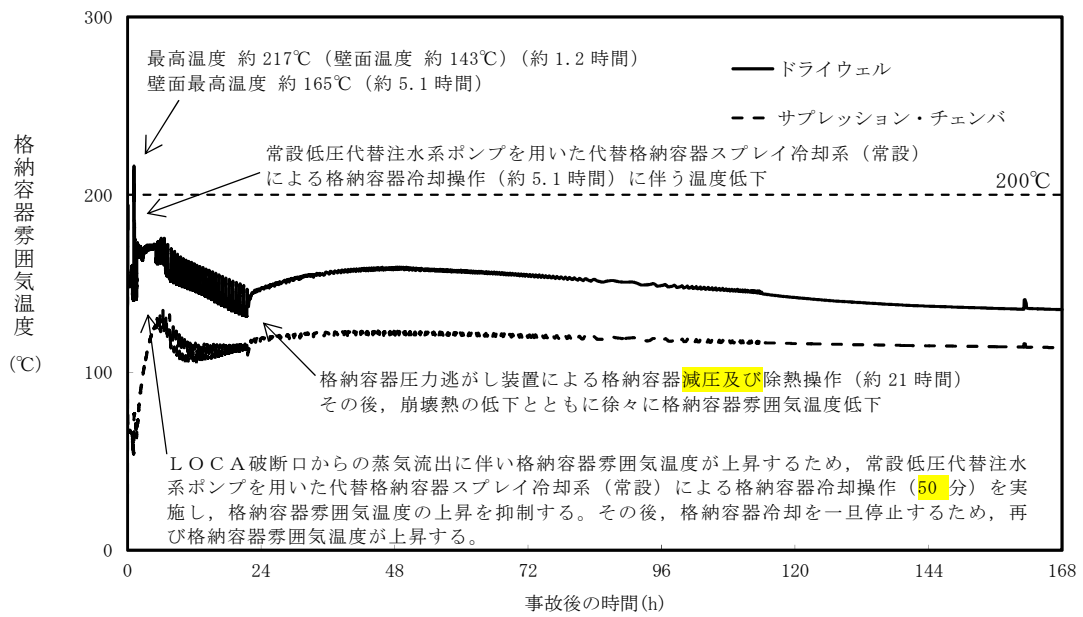 300
最高温度 約 217℃（壁面温度 約 143℃）（約 1.2 時間）
壁面最高温度 約 165℃（約 5.1 時間）
ドライウェル
サプレッション・チェンバ
常設低圧代替注水系ポンプを用いた代替格納容器スプレイ冷却系（常設）
による格納容器冷却操作（約 5.1 時間）に伴う温度低下
200℃
200
格納容器雰囲気温度
（℃）
100
格納容器圧力逃がし装置による格納容器減圧及び除熱操作（約 21 時間）
その後，崩壊熱の低下とともに徐々に格納容器雰囲気温度低下
ＬＯＣＡ破断口からの蒸気流出に伴い格納容器雰囲気温度が上昇するため，常設低圧代替注水
系ポンプを用いた代替格納容器スプレイ冷却系（常設）による格納容器冷却操作（50 分）を実
施し，格納容器雰囲気温度の上昇を抑制する。その後，格納容器冷却を一旦停止するため，再
び格納容器雰囲気温度が上昇する。
0
0 24 48 72 96 120 144 168
事故後の時間(h)